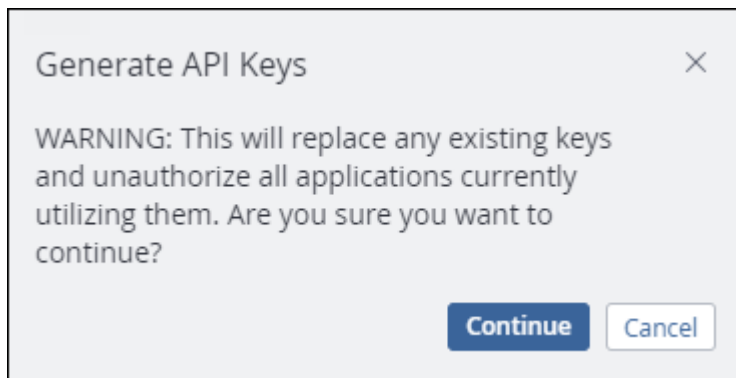 Generate API Keys
WARNING: This will replace any existing keys
and unauthorize all applications currently
utilizing them. Are you sure you want to
continue?
Continue Cancel